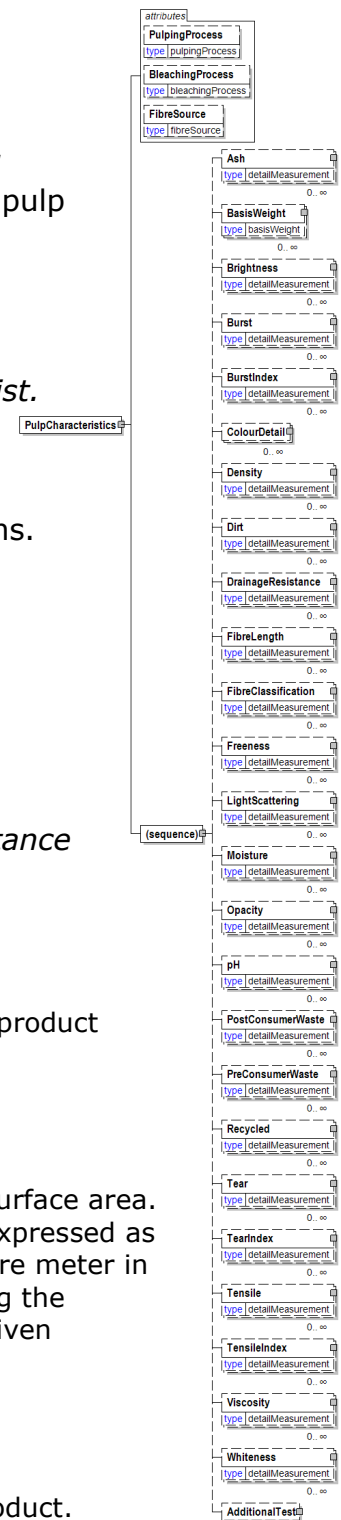 attributes
PulpingProcess
type pulpingProcess
BleachingProcess
type bleachingProcess
FibreSource
type fibreSource
pulp
ist.
PulpCharacteristics
ns.
(sequence)
tance
product
urface area.
xpressed as
re meter in
g the
iven
oduct.
Ash
type detailMeasurement
0.. ∞
BasisWeight
type basisWeight
0.. ∞
Brightness
type detailMeasurement
0.. ∞
Burst
type detailMeasurement
0.. ∞
BurstIndex
type detailMeasurement
0.. ∞
ColourDetail
0.. ∞
Density
type detailMeasurement
0.. ∞
Dirt
type detailMeasurement
0.. ∞
DrainageResistance
type detailMeasurement
0.. ∞
FibreLength
type detailMeasurement
0.. ∞
FibreClassification
type detailMeasurement
0.. ∞
Freeness
type detailMeasurement
0.. ∞
LightScattering
type detailMeasurement
0.. ∞
Moisture
type detailMeasurement
0.. ∞
Opacity
type detailMeasurement
0.. ∞
pH
type detailMeasurement
0.. ∞
PostConsumerWaste
type detailMeasurement
0.. ∞
PreConsumerWaste
type detailMeasurement
0.. ∞
Recycled
type detailMeasurement
0.. ∞
Tear
type detailMeasurement
0.. ∞
TearIndex
type detailMeasurement
0.. ∞
Tensile
type detailMeasurement
0.. ∞
TensileIndex
type detailMeasurement
0.. ∞
Viscosity
type detailMeasurement
0.. ∞
Whiteness
type detailMeasurement
0.. ∞
AdditionalTest